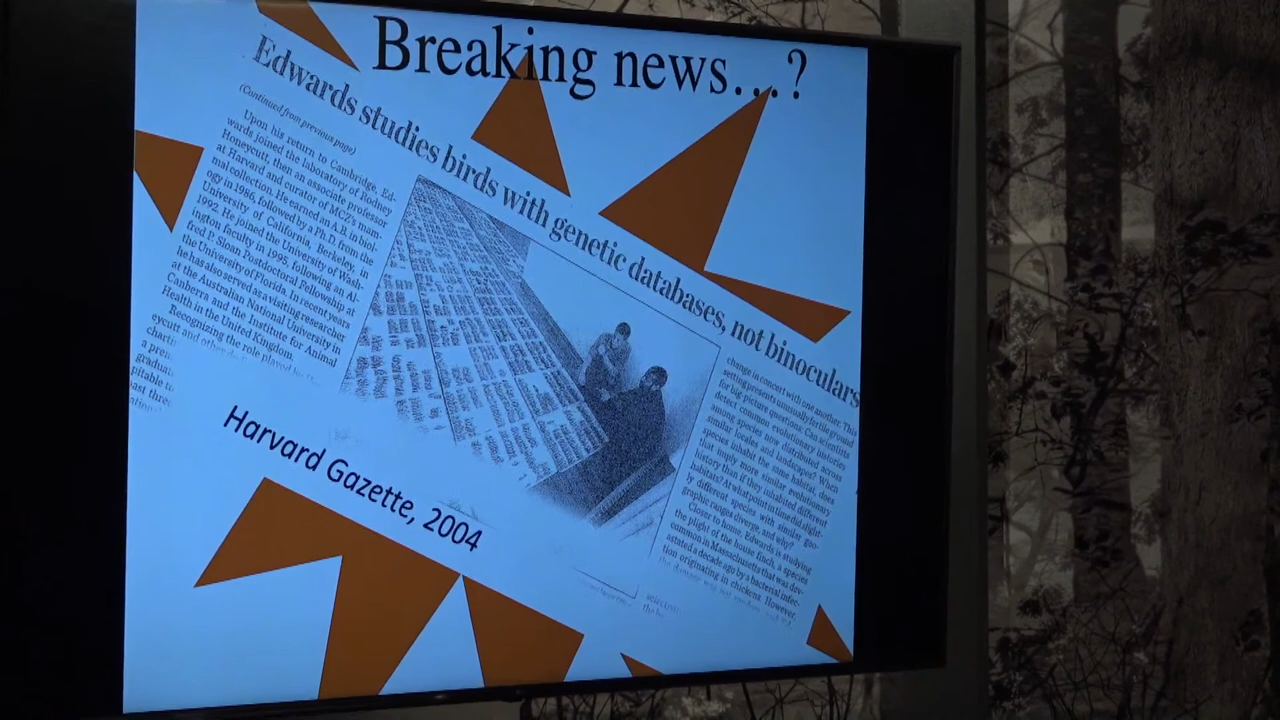 Breaking news...?
Edwards studies birds with genetic databases, not binoculars
(Continued from previous page)
Upon his return to Cambridge, Ed-
wards joined the laboratory of Rodney
Honeycutt, then an associate professor
at Harvard and curator of MCZ's mam-
mal collection. He earned an A.B. in biol-
ogy in 1986, followed by a Ph.D. from the
University of California, Berkeley, in
1992. He joined the University of Wash-
ington faculty in 1995, following an Al-
fred P. Sloan Postdoctoral Fellowship at
the University of Florida. In recent years
he has also served as a visiting researcher
at the Australian National University in
Canberra and the Institute for Animal
Health in the United Kingdom.
Recognizing the role played
eycutt and other
a pren
graduat
pitable to
ast three
change in concert with one another. This
setting presents unusually fertile ground
for big-picture questions: Can scientists
detect common evolutionary histories
among species now distributed across
similar locales and landscapes? When
species inhabit the same habitat, does
that imply more similar evolutionary
history than if they inhabited different
habitats? At what point in time did slight-
ly different species with similar geo-
graphic ranges diverge, and why?
Closer to home, Edwards is studying
the plight of the house finch, a species
common in Massachusetts that was dev-
astated a decade ago by a bacterial infec-
tion originating in chickens. However,
selection
the
Harvard Gazette, 2004